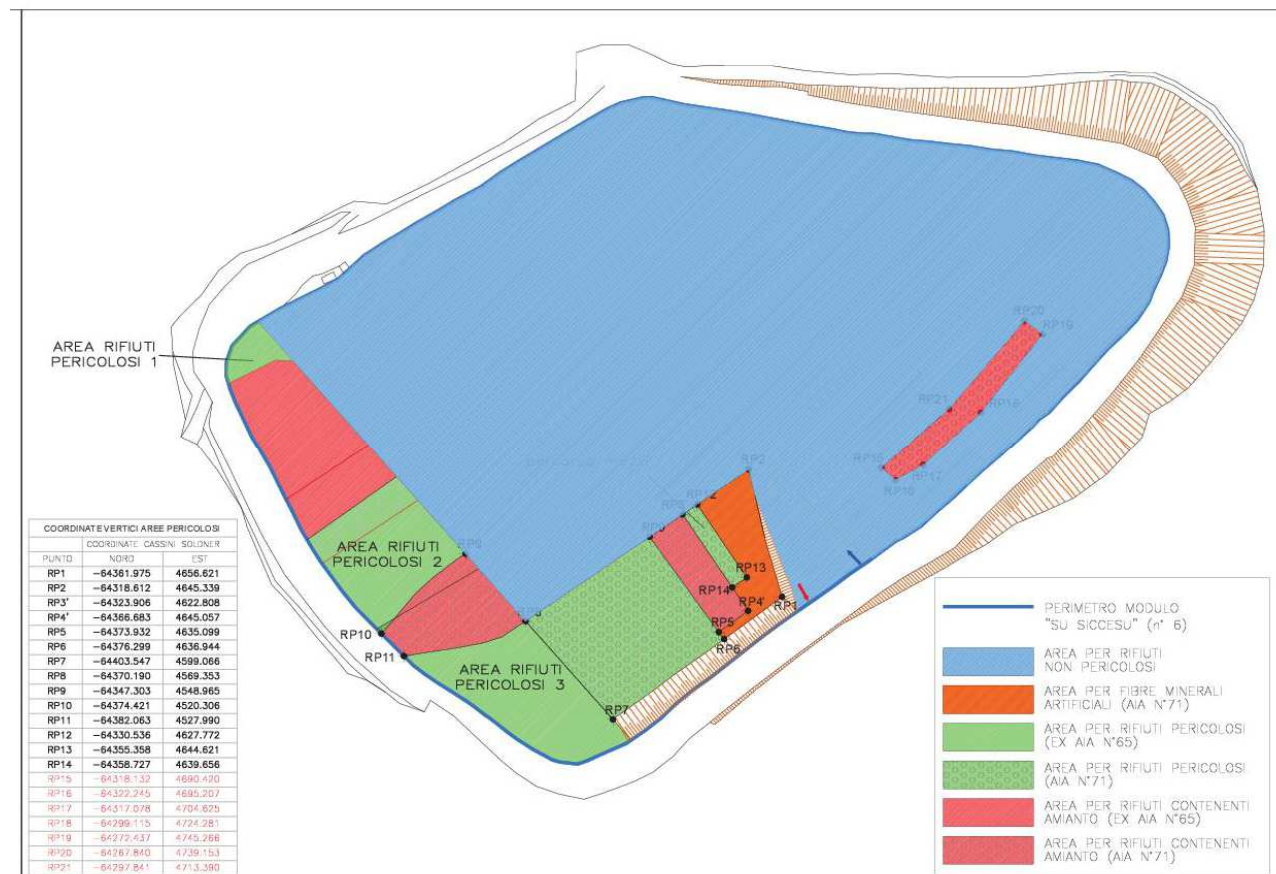 AREA RIFIUTI
PERICOLOSI 1
AREA RIFIUTI
PERICOLOSI 2
AREA RIFIUTI
PERICOLOSI 3
RP20
RP19
RP21
RP18
RP15
RP17
RP16
RP2
RP12
RP13
RP14
RP4'
RP1
RP5
RP6
RP7
RP10
RP11
COORDINATE VERTICI AREE PERICOLOSI
COORDINATE CASSINI SOLDNER
PUNTO NORD EST
RP1 -64361.975 4656.621
RP2 -64318.612 4645.339
RP3' -64323.906 4622.808
RP4' -64366.683 4645.057
RP5 -64373.932 4635.099
RP6 -64376.299 4636.944
RP7 -64403.547 4599.066
RP8 -64370.190 4569.353
RP9 -64347.303 4548.965
RP10 -64374.421 4520.306
RP11 -64382.063 4527.990
RP12 -64330.536 4627.772
RP13 -64355.358 4644.621
RP14 -64358.727 4639.656
RP15 -64318.132 4690.420
RP16 -64322.245 4695.207
RP17 -64317.078 4704.625
RP18 -64299.115 4724.281
RP19 -64272.437 4745.266
RP20 -64267.840 4739.153
RP21 -64297.841 4713.390
PERIMETRO MODULO
"SU SICCESU" (n° 6)
AREA PER RIFIUTI
NON PERICOLOSI
AREA PER FIBRE MINERALI
ARTIFICIALI (AIA N°71)
AREA PER RIFIUTI PERICOLOSI
(EX AIA N°65)
AREA PER RIFIUTI PERICOLOSI
(AIA N°71)
AREA PER RIFIUTI CONTENENTI
AMIANTO (EX AIA N°65)
AREA PER RIFIUTI CONTENENTI
AMIANTO (AIA N°71)